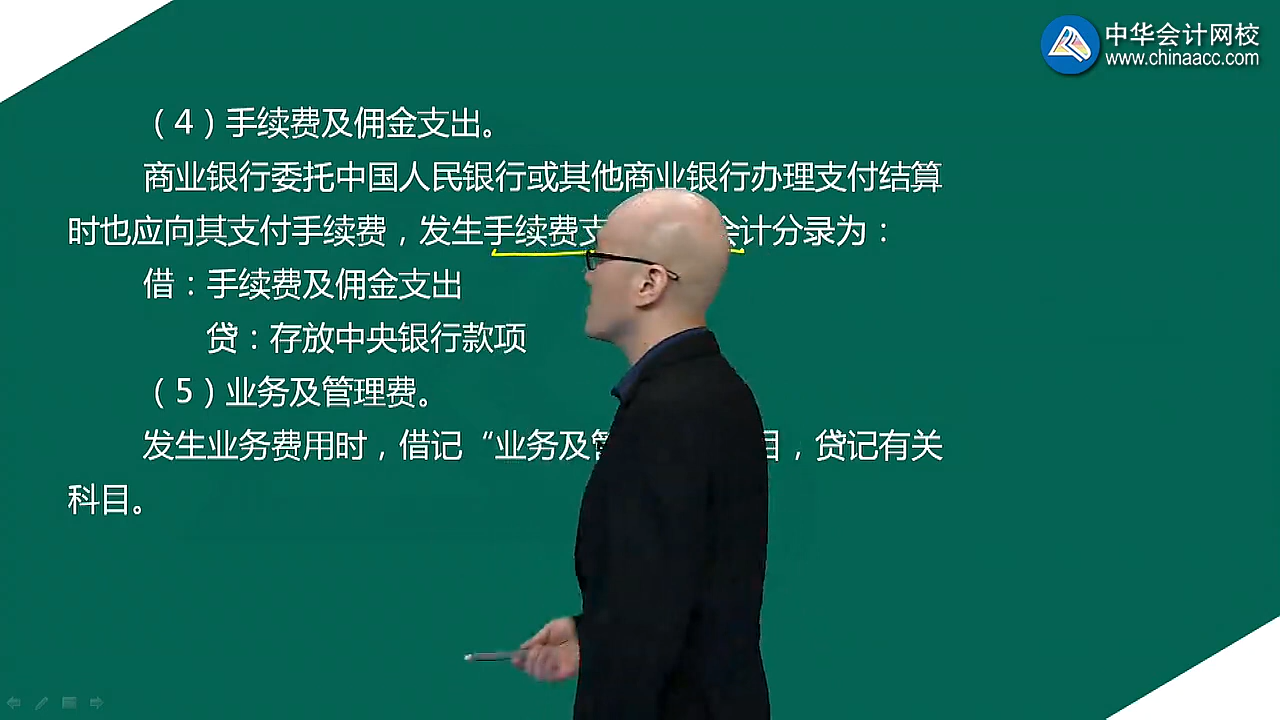 中华会计网校
www.chinaacc.com
（4）手续费及佣金支出。
商业银行委托中国人民银行或其他商业银行办理支付结算
时也应向其支付手续费，发生手续费支 会计分录为：
借：手续费及佣金支出
贷：存放中央银行款项
（5）业务及管理费。
发生业务费用时，借记“业务及管 目，贷记有关
科目。